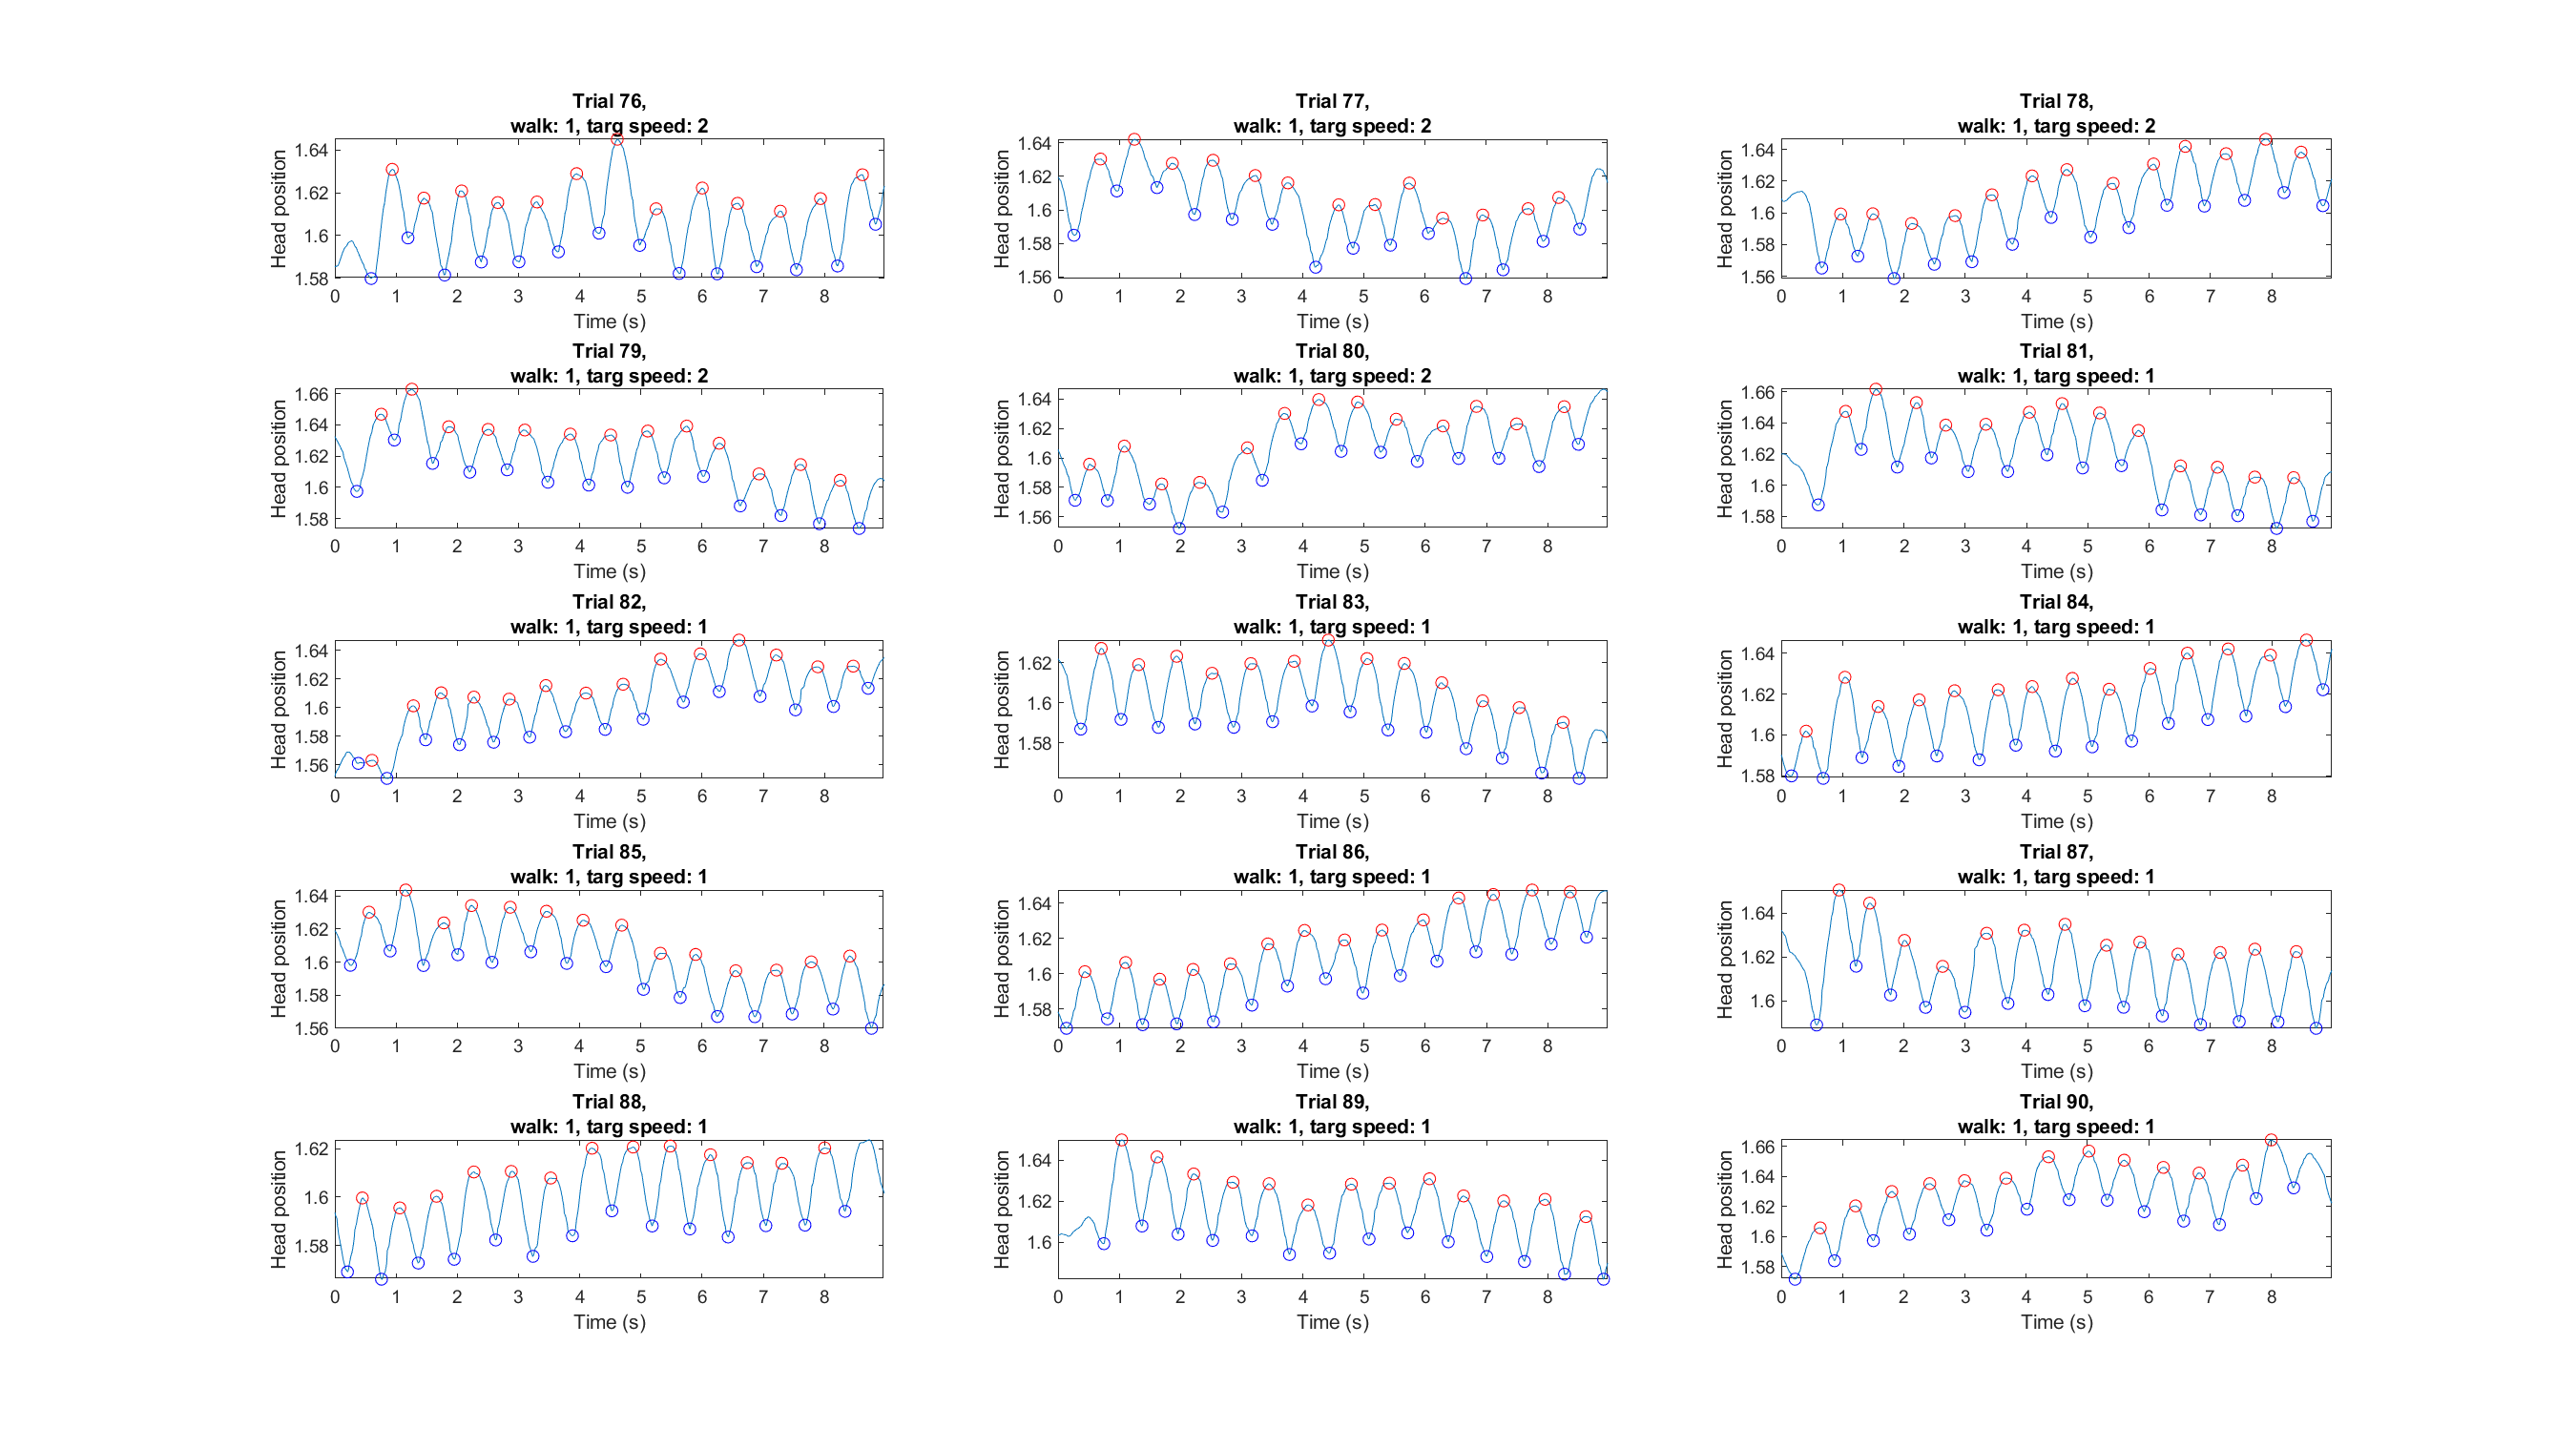 Trial 76,
walk: 1, targ speed: 2
Head position
1.64
1.62
1.6
1.58
0 1 2 3 4 5 6 7 8
Time (s)
Trial 77,
walk: 1, targ speed: 2
Head position
1.64
1.62
1.6
1.58
1.56
0 1 2 3 4 5 6 7 8
Time (s)
Trial 78,
walk: 1, targ speed: 2
Head position
1.64
1.62
1.6
1.58
1.56
0 1 2 3 4 5 6 7 8
Time (s)
Trial 79,
walk: 1, targ speed: 2
Head position
1.66
1.64
1.62
1.6
1.58
0 1 2 3 4 5 6 7 8
Time (s)
Trial 80,
walk: 1, targ speed: 2
Head position
1.64
1.62
1.6
1.58
1.56
0 1 2 3 4 5 6 7 8
Time (s)
Trial 81,
walk: 1, targ speed: 1
Head position
1.66
1.64
1.62
1.6
1.58
0 1 2 3 4 5 6 7 8
Time (s)
Trial 82,
walk: 1, targ speed: 1
Head position
1.64
1.62
1.6
1.58
1.56
0 1 2 3 4 5 6 7 8
Time (s)
Trial 83,
walk: 1, targ speed: 1
Head position
1.62
1.6
1.58
0 1 2 3 4 5 6 7 8
Time (s)
Trial 84,
walk: 1, targ speed: 1
Head position
1.64
1.62
1.6
1.58
0 1 2 3 4 5 6 7 8
Time (s)
Trial 85,
walk: 1, targ speed: 1
Head position
1.64
1.62
1.6
1.58
1.56
0 1 2 3 4 5 6 7 8
Time (s)
Trial 86,
walk: 1, targ speed: 1
Head position
1.64
1.62
1.6
1.58
0 1 2 3 4 5 6 7 8
Time (s)
Trial 87,
walk: 1, targ speed: 1
Head position
1.64
1.62
1.6
0 1 2 3 4 5 6 7 8
Time (s)
Trial 88,
walk: 1, targ speed: 1
Head position
1.62
1.6
1.58
0 1 2 3 4 5 6 7 8
Time (s)
Trial 89,
walk: 1, targ speed: 1
Head position
1.64
1.62
1.6
0 1 2 3 4 5 6 7 8
Time (s)
Trial 90,
walk: 1, targ speed: 1
Head position
1.66
1.64
1.62
1.6
1.58
0 1 2 3 4 5 6 7 8
Time (s)